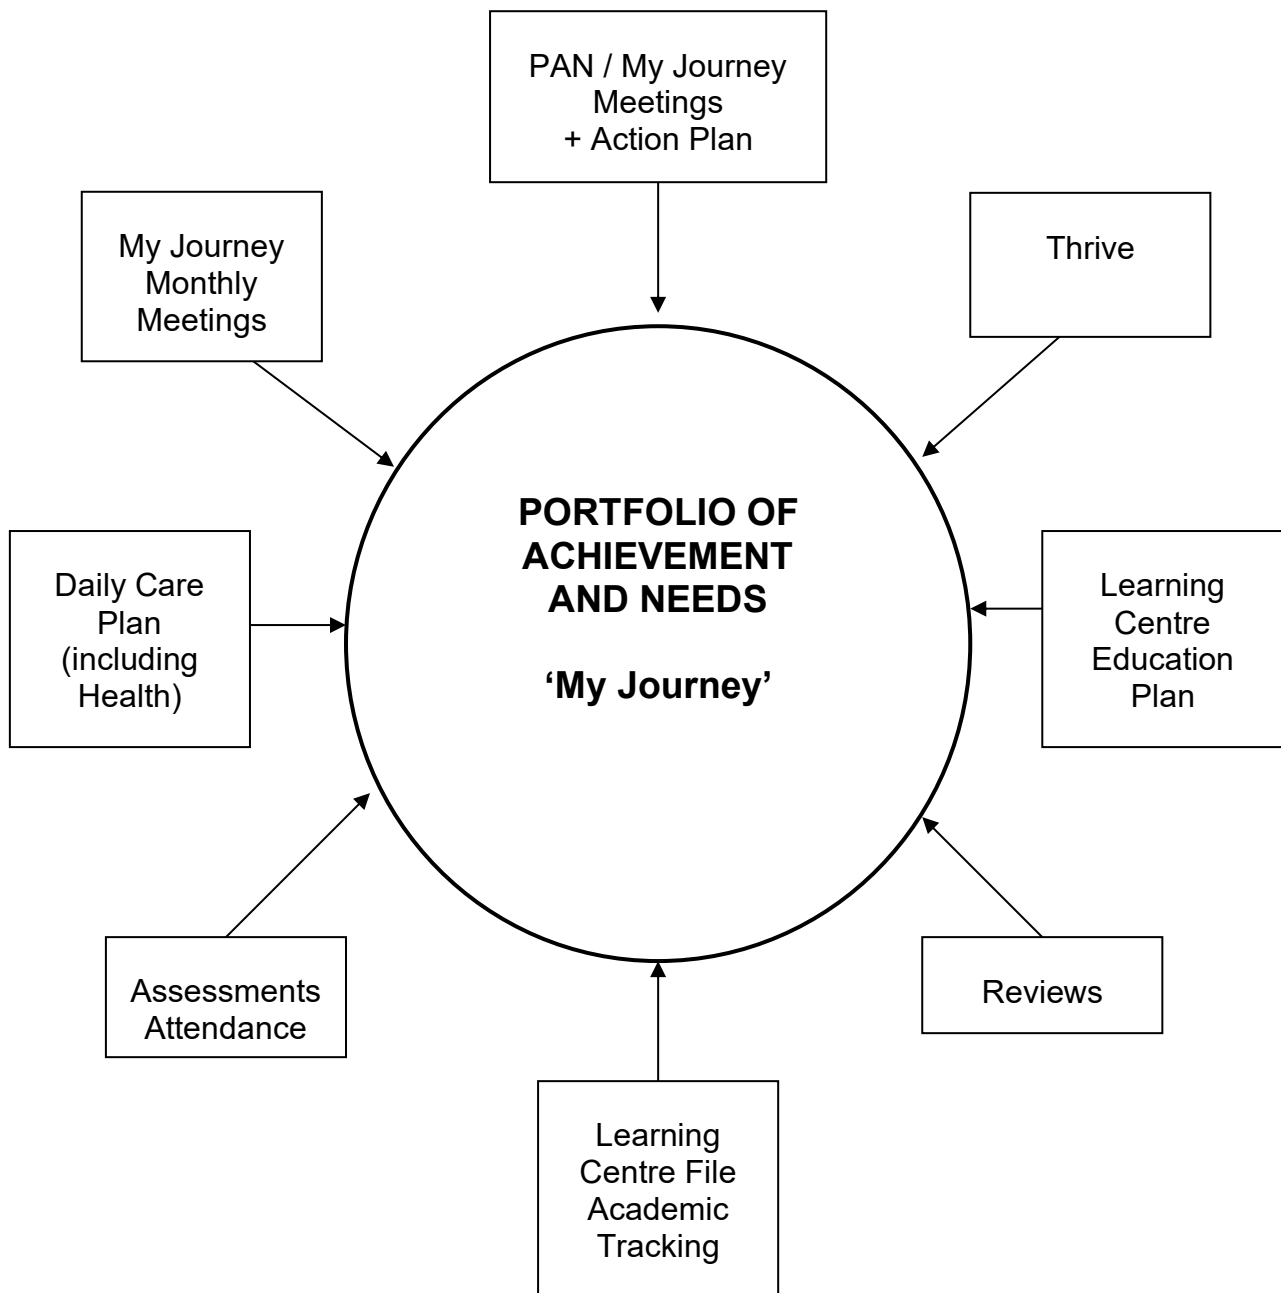 PAN / My Journey
Meetings
+ Action Plan
My Journey
Monthly
Meetings
Thrive
PORTFOLIO OF
ACHIEVEMENT
AND NEEDS
‘My Journey’
Daily Care
Plan
(including
Health)
Learning
Centre
Education
Plan
Assessments
Attendance
Reviews
Learning
Centre File
Academic
Tracking